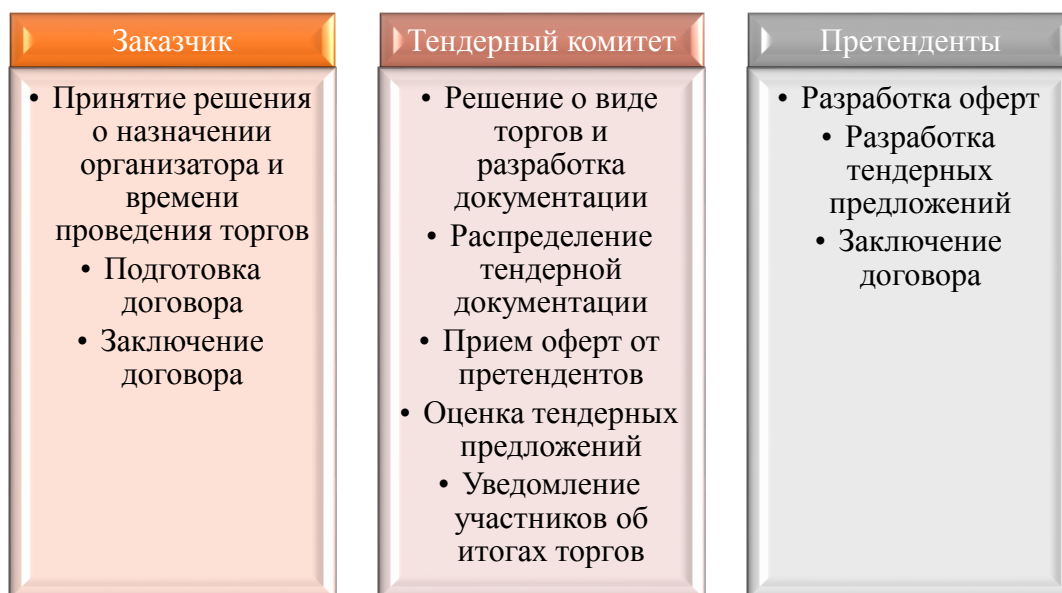 Заказчик
• Принятие решения
о назначении
организатора и
времени
проведения торгов
• Подготовка
договора
• Заключение
договора
Тендерный комитет
• Решение о виде
торгов и
разработка
документации
• Распределение
тендерной
документации
• Прием оферт от
претендентов
• Оценка тендерных
предложений
• Уведомление
участников об
итогах торгов
Претенденты
• Разработка оферт
• Разработка
тендерных
предложений
• Заключение
договора